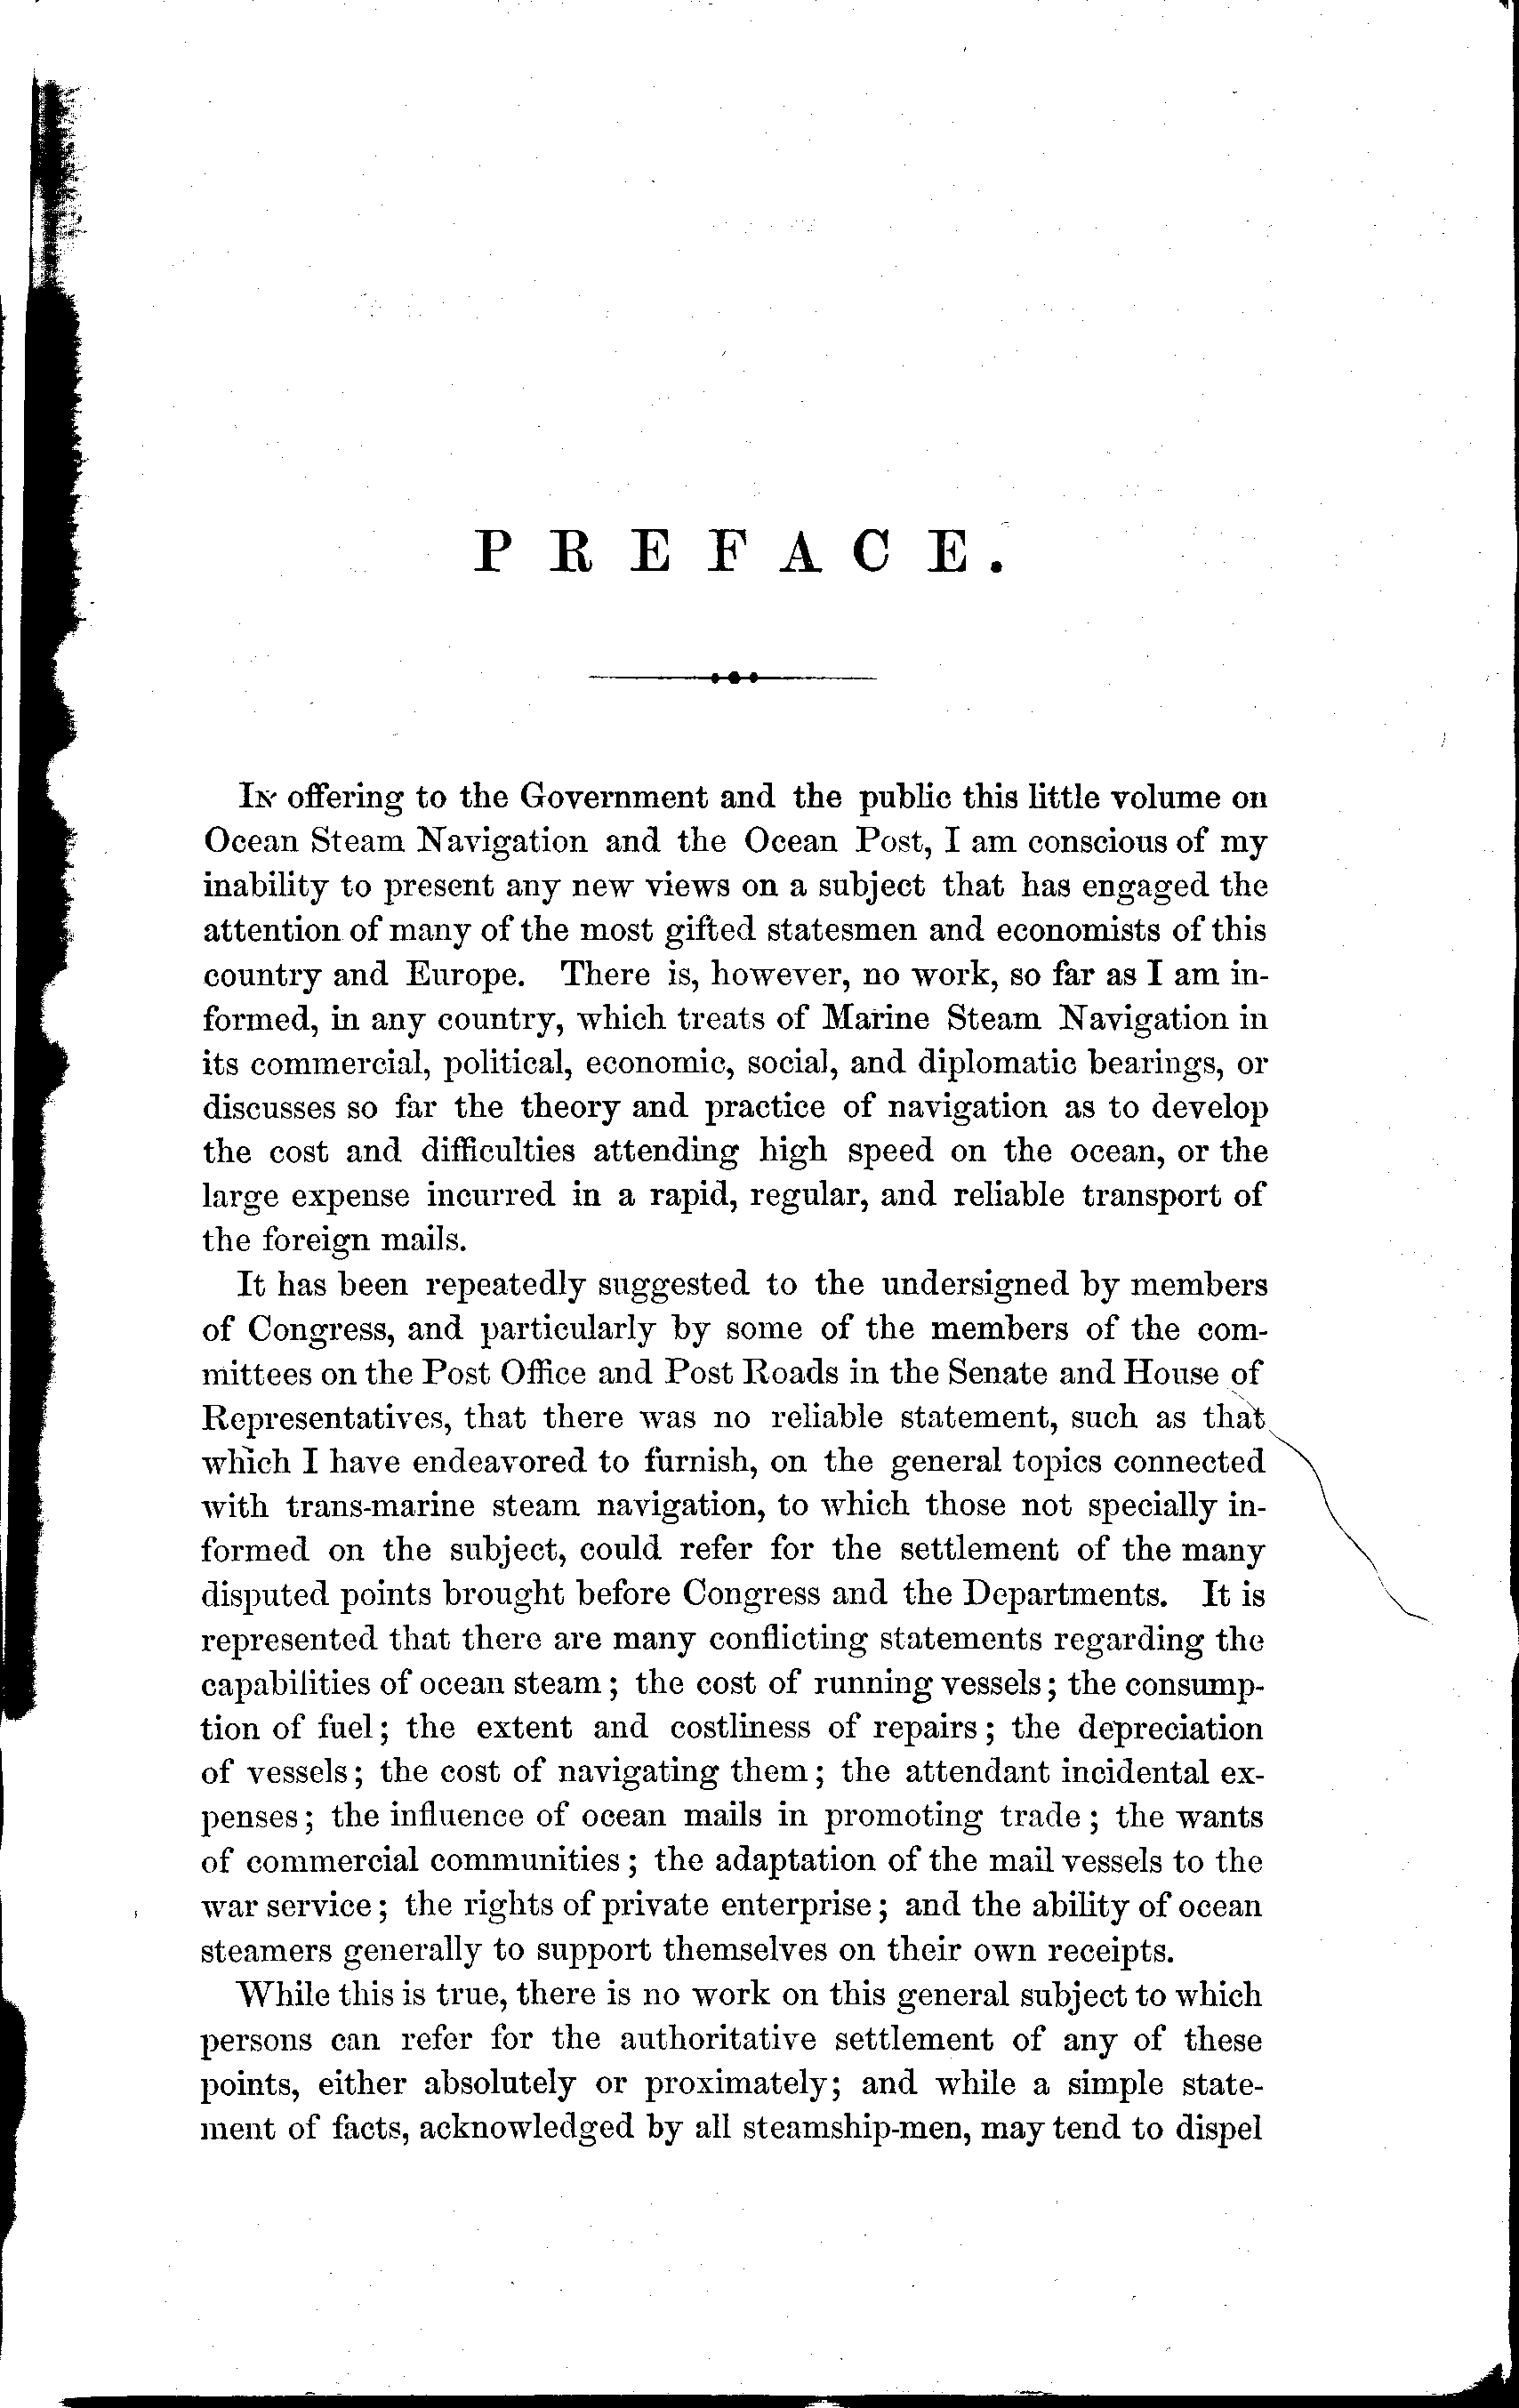 PREFACE.
In offering to the Government and the public this little volume on
Ocean Steam Navigation and the Ocean Post, I am conscious of my
inability to present any new views on a subject that has engaged the
attention of many of the most gifted statesmen and economists of this
country and Europe. There is, however, no work, so far as I am in-
formed, in any country, which treats of Marine Steam Navigation in
its commercial, political, economic, social, and diplomatic bearings, or
discusses so far the theory and practice of navigation as to develop
the cost and difficulties attending high speed on the ocean, or the
large expense incurred in a rapid, regular, and reliable transport of
the foreign mails.
It has been repeatedly suggested to the undersigned by members
of Congress, and particularly by some of the members of the com-
mittees on the Post Office and Post Roads in the Senate and House of
Representatives, that there was no reliable statement, such as that
which I have endeavored to furnish, on the general topics connected
with trans-marine steam navigation, to which those not specially in-
formed on the subject, could refer for the settlement of the many
disputed points brought before Congress and the Departments. It is
represented that there are many conflicting statements regarding the
capabilities of ocean steam; the cost of running vessels; the consump-
tion of fuel; the extent and costliness of repairs; the depreciation
of vessels; the cost of navigating them; the attendant incidental ex-
penses; the influence of ocean mails in promoting trade; the wants
of commercial communities; the adaptation of the mail vessels to the
war service; the rights of private enterprise; and the ability of ocean
steamers generally to support themselves on their own receipts.
While this is true, there is no work on this general subject to which
persons can refer for the authoritative settlement of any of these
points, either absolutely or proximately; and while a simple state-
ment of facts, acknowledged by all steamship-men, may tend to dispel